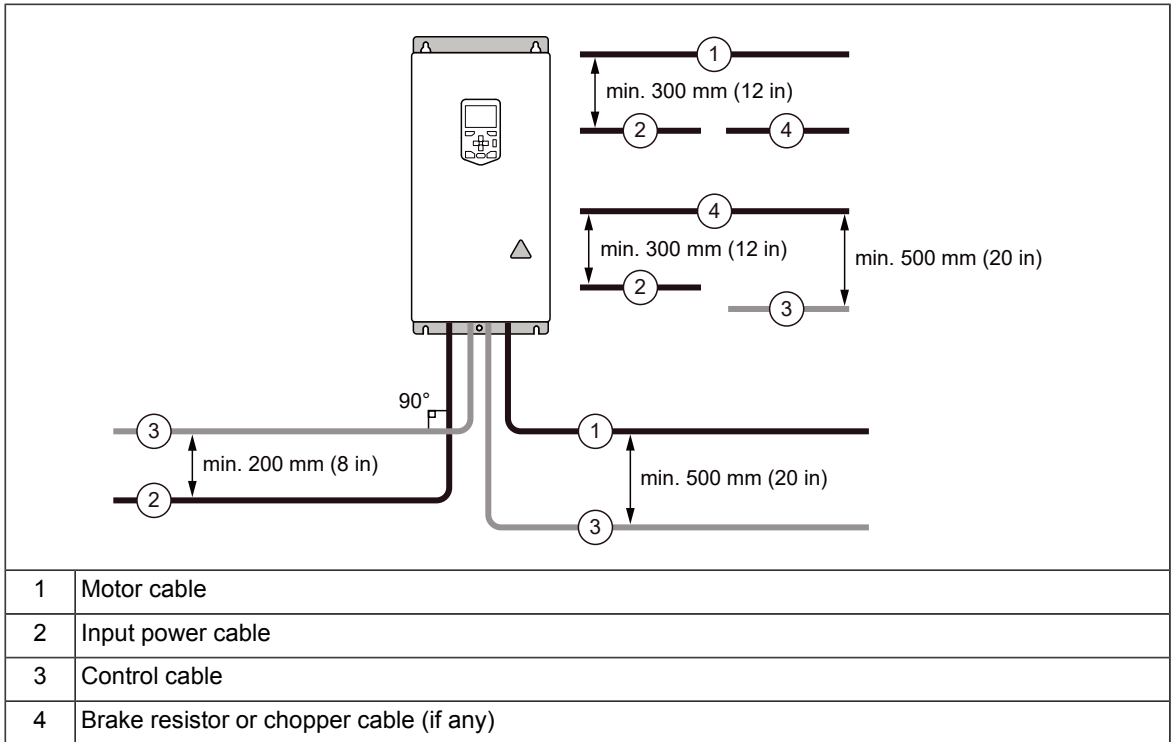 1
min. 300 mm (12 in)
2 4
4
min. 300 mm (12 in) min. 500 mm (20 in)
2
3
90°
3 1
min. 200 mm (8 in) min. 500 mm (20 in)
2
3
1 Motor cable
2 Input power cable
3 Control cable
4 Brake resistor or chopper cable (if any)